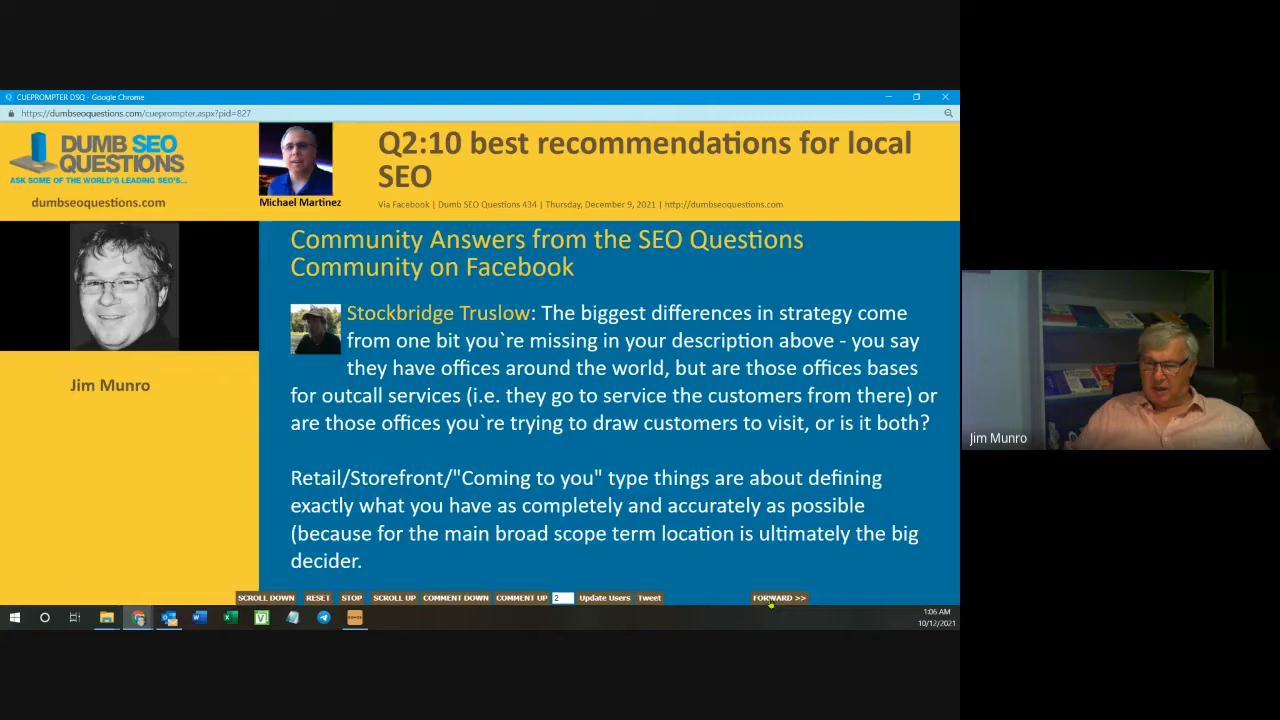 CUEPROMPTER DSQ - Google Chrome
https://dumbseoquestions.com/cueprompter.aspx?pid=827
DUMB SEO
QUESTIONS
ASK SOME OF THE WORLD'S LEADING SEO'S...
dumbseoquestions.com
Michael Martinez
Q2:10 best recommendations for local
SEO
Via Facebook | Dumb SEO Questions 434 | Thursday, December 9, 2021 | http://dumbseoquestions.com
Jim Munro
Community Answers from the SEO Questions
Community on Facebook
Stockbridge Truslow: The biggest differences in strategy come
from one bit you`re missing in your description above - you say
they have offices around the world, but are those offices bases
for outcall services (i.e. they go to service the customers from there) or
are those offices you`re trying to draw customers to visit, or is it both?
Retail/Storefront/"Coming to you" type things are about defining
exactly what you have as completely and accurately as possible
(because for the main broad scope term location is ultimately the big
decider.
SCROLL DOWN RESET STOP SCROLL UP COMMENT DOWN COMMENT UP 2 Update Users Tweet FORWARD >>
1:06 AM
10/12/2021
Jim Munro